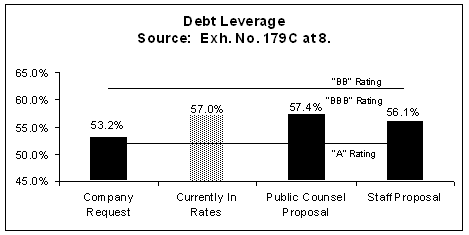 Debt Leverage
Source: Exh. No. 179C at 8.
65.0%
60.0%
55.0%
50.0%
45.0%
"BB" Rating
"BBB" Rating
"A" Rating
53.2%
57.0%
57.4%
56.1%
Company
Request
Currently In
Rates
Public Counsel
Proposal
Staff Proposal